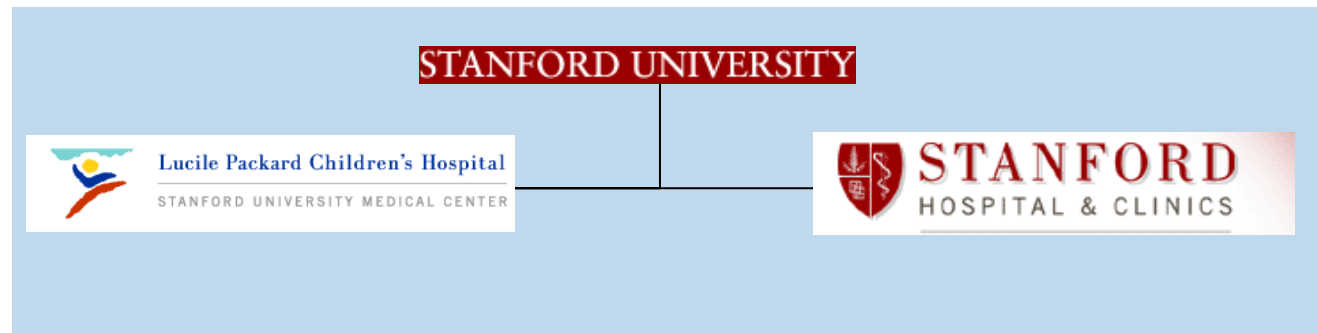 STANFORD UNIVERSITY
Lucile Packard Children's Hospital
STANFORD UNIVERSITY MEDICAL CENTER
STANFORD
HOSPITAL & CLINICS